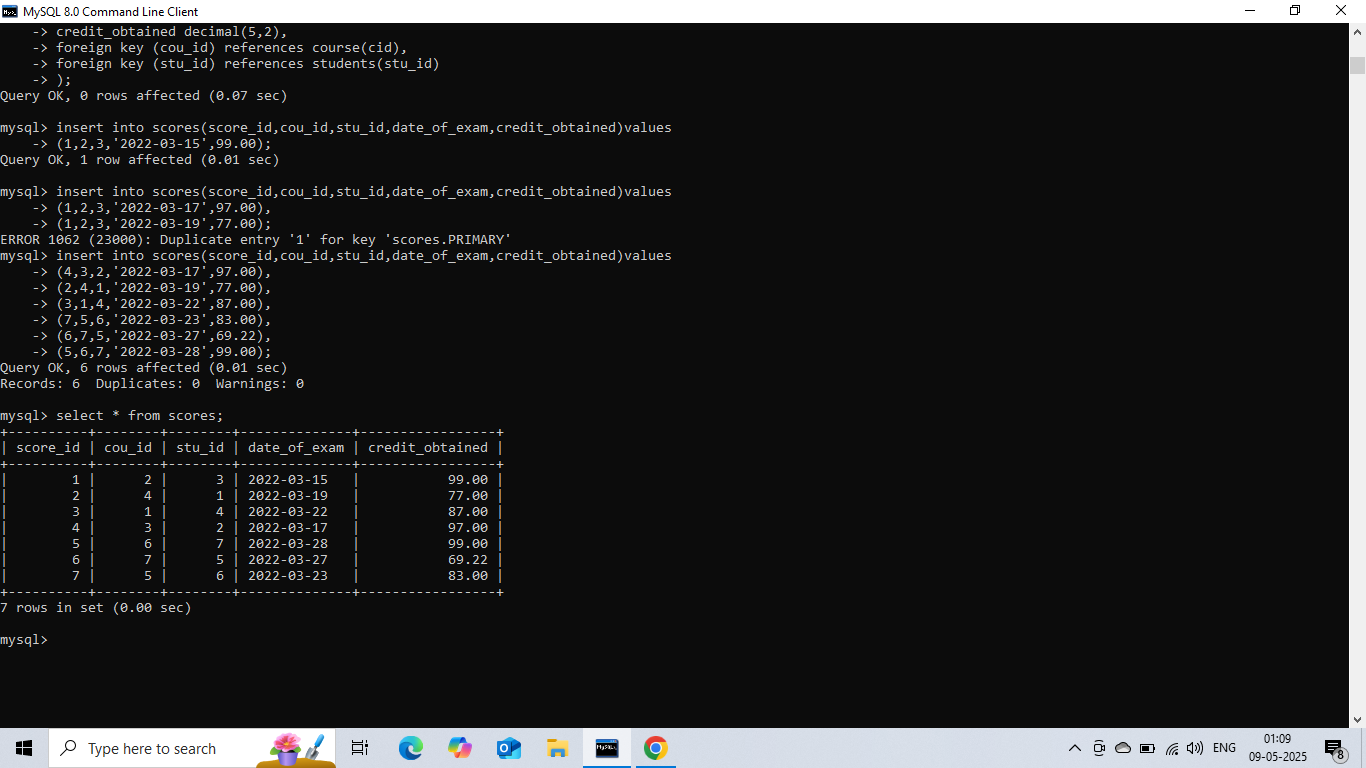 MySQL 8.0 Command Line Client
    -> credit_obtained decimal(5,2),
    -> foreign key (cou_id) references course(cid),
    -> foreign key (stu_id) references students(stu_id)
    -> );
Query OK, 0 rows affected (0.07 sec)
mysql> insert into scores(score_id,cou_id,stu_id,date_of_exam,credit_obtained)values
    -> (1,2,3,'2022-03-15',99.00);
Query OK, 1 row affected (0.01 sec)
mysql> insert into scores(score_id,cou_id,stu_id,date_of_exam,credit_obtained)values
    -> (1,2,3,'2022-03-17',97.00),
    -> (1,2,3,'2022-03-19',77.00);
ERROR 1062 (23000): Duplicate entry '1' for key 'scores.PRIMARY'
mysql> insert into scores(score_id,cou_id,stu_id,date_of_exam,credit_obtained)values
    -> (4,3,2,'2022-03-17',97.00),
    -> (2,4,1,'2022-03-19',77.00),
    -> (3,1,4,'2022-03-22',87.00),
    -> (7,5,6,'2022-03-23',83.00),
    -> (6,7,5,'2022-03-27',69.22),
    -> (5,6,7,'2022-03-28',99.00);
Query OK, 6 rows affected (0.01 sec)
Records: 6  Duplicates: 0  Warnings: 0
mysql> select * from scores;
+----------+--------+--------+--------------+-----------------+
| score_id | cou_id | stu_id | date_of_exam | credit_obtained |
+----------+--------+--------+--------------+-----------------+
|        1 |      2 |      3 | 2022-03-15   |           99.00 |
|        2 |      4 |      1 | 2022-03-19   |           77.00 |
|        3 |      1 |      4 | 2022-03-22   |           87.00 |
|        4 |      3 |      2 | 2022-03-17   |           97.00 |
|        5 |      6 |      7 | 2022-03-28   |           99.00 |
|        6 |      7 |      5 | 2022-03-27   |           69.22 |
|        7 |      5 |      6 | 2022-03-23   |           83.00 |
+----------+--------+--------+--------------+-----------------+
7 rows in set (0.00 sec)
mysql>
Type here to search
ENG
01:09
09-05-2025
8